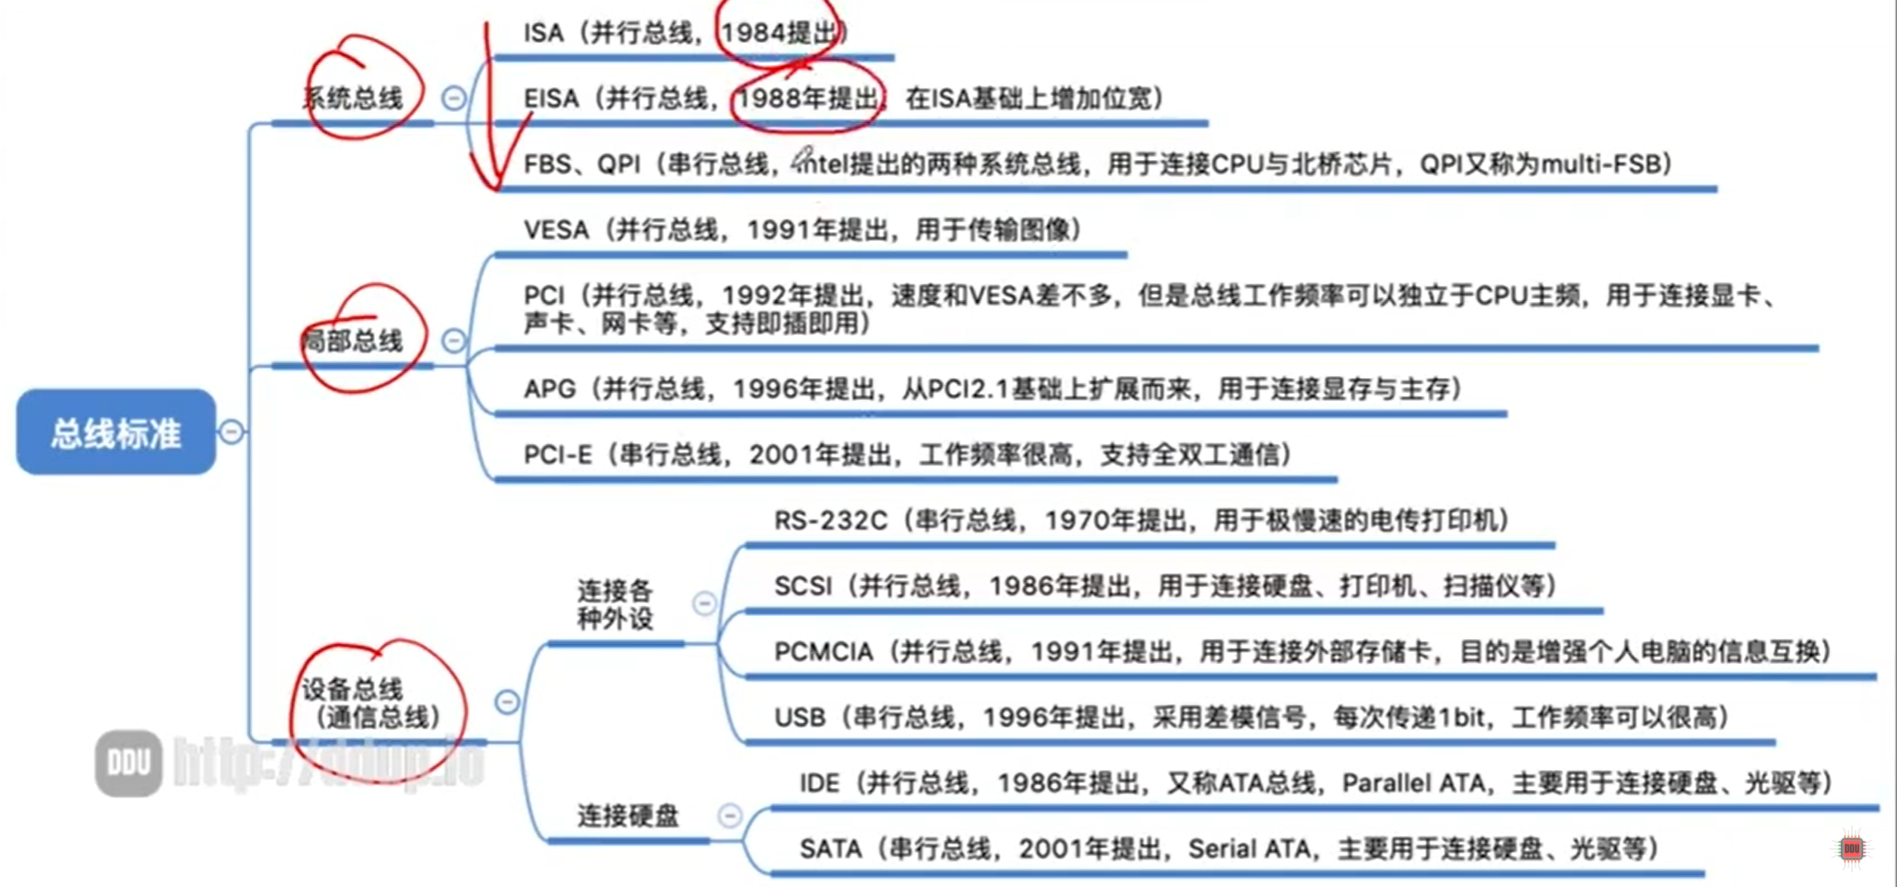 ISA（并行总线，1984提出）
系统总线
EISA（并行总线，1988年提出，在ISA基础上增加位宽）
FBS、QPI（串行总线，Intel提出的两种系统总线，用于连接CPU与北桥芯片，QPI又称为multi-FSB）
VESA（并行总线，1991年提出，用于传输图像）
PCI（并行总线，1992年提出，速度和VESA差不多，但是总线工作频率可以独立于CPU主频，用于连接显卡、
声卡、网卡等，支持即插即用）
局部总线
APG（并行总线，1996年提出，从PCI2.1基础上扩展而来，用于连接显存与主存）
总线标准
PCI-E（串行总线，2001年提出，工作频率很高，支持全双工通信）
RS-232C（串行总线，1970年提出，用于极慢速的电传打印机）
连接各
种外设
SCSI（并行总线，1986年提出，用于连接硬盘、打印机、扫描仪等）
PCMCIA（并行总线，1991年提出，用于连接外部存储卡，目的是增强个人电脑的信息互换）
设备总线
（通信总线）
USB（串行总线，1996年提出，采用差模信号，每次传递1bit，工作频率可以很高）
DDU http://ddup.io
IDE（并行总线，1986年提出，又称ATA总线，Parallel ATA，主要用于连接硬盘、光驱等）
连接硬盘
SATA（串行总线，2001年提出，Serial ATA，主要用于连接硬盘、光驱等）
DDU